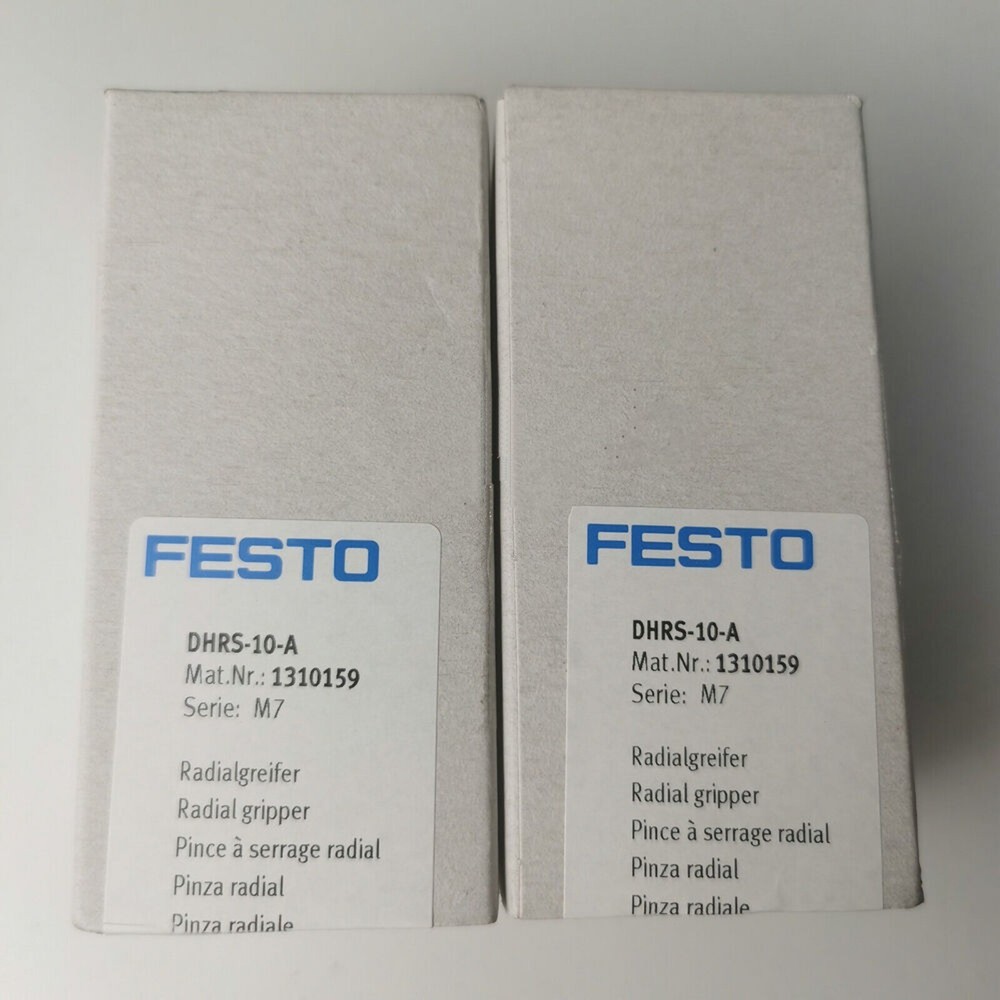 FESTO
DHRS-10-A
Mat.Nr.: 1310159
Serie: M7
Radialgreifer
Radial gripper
Pince à serrage radial
Pinza radial
Pinza radiale
FESTO
DHRS-10-A
Mat.Nr.: 1310159
Serie: M7
Radialgreifer
Radial gripper
Pince à serrage radial
Pinza radial
Pinza radiale